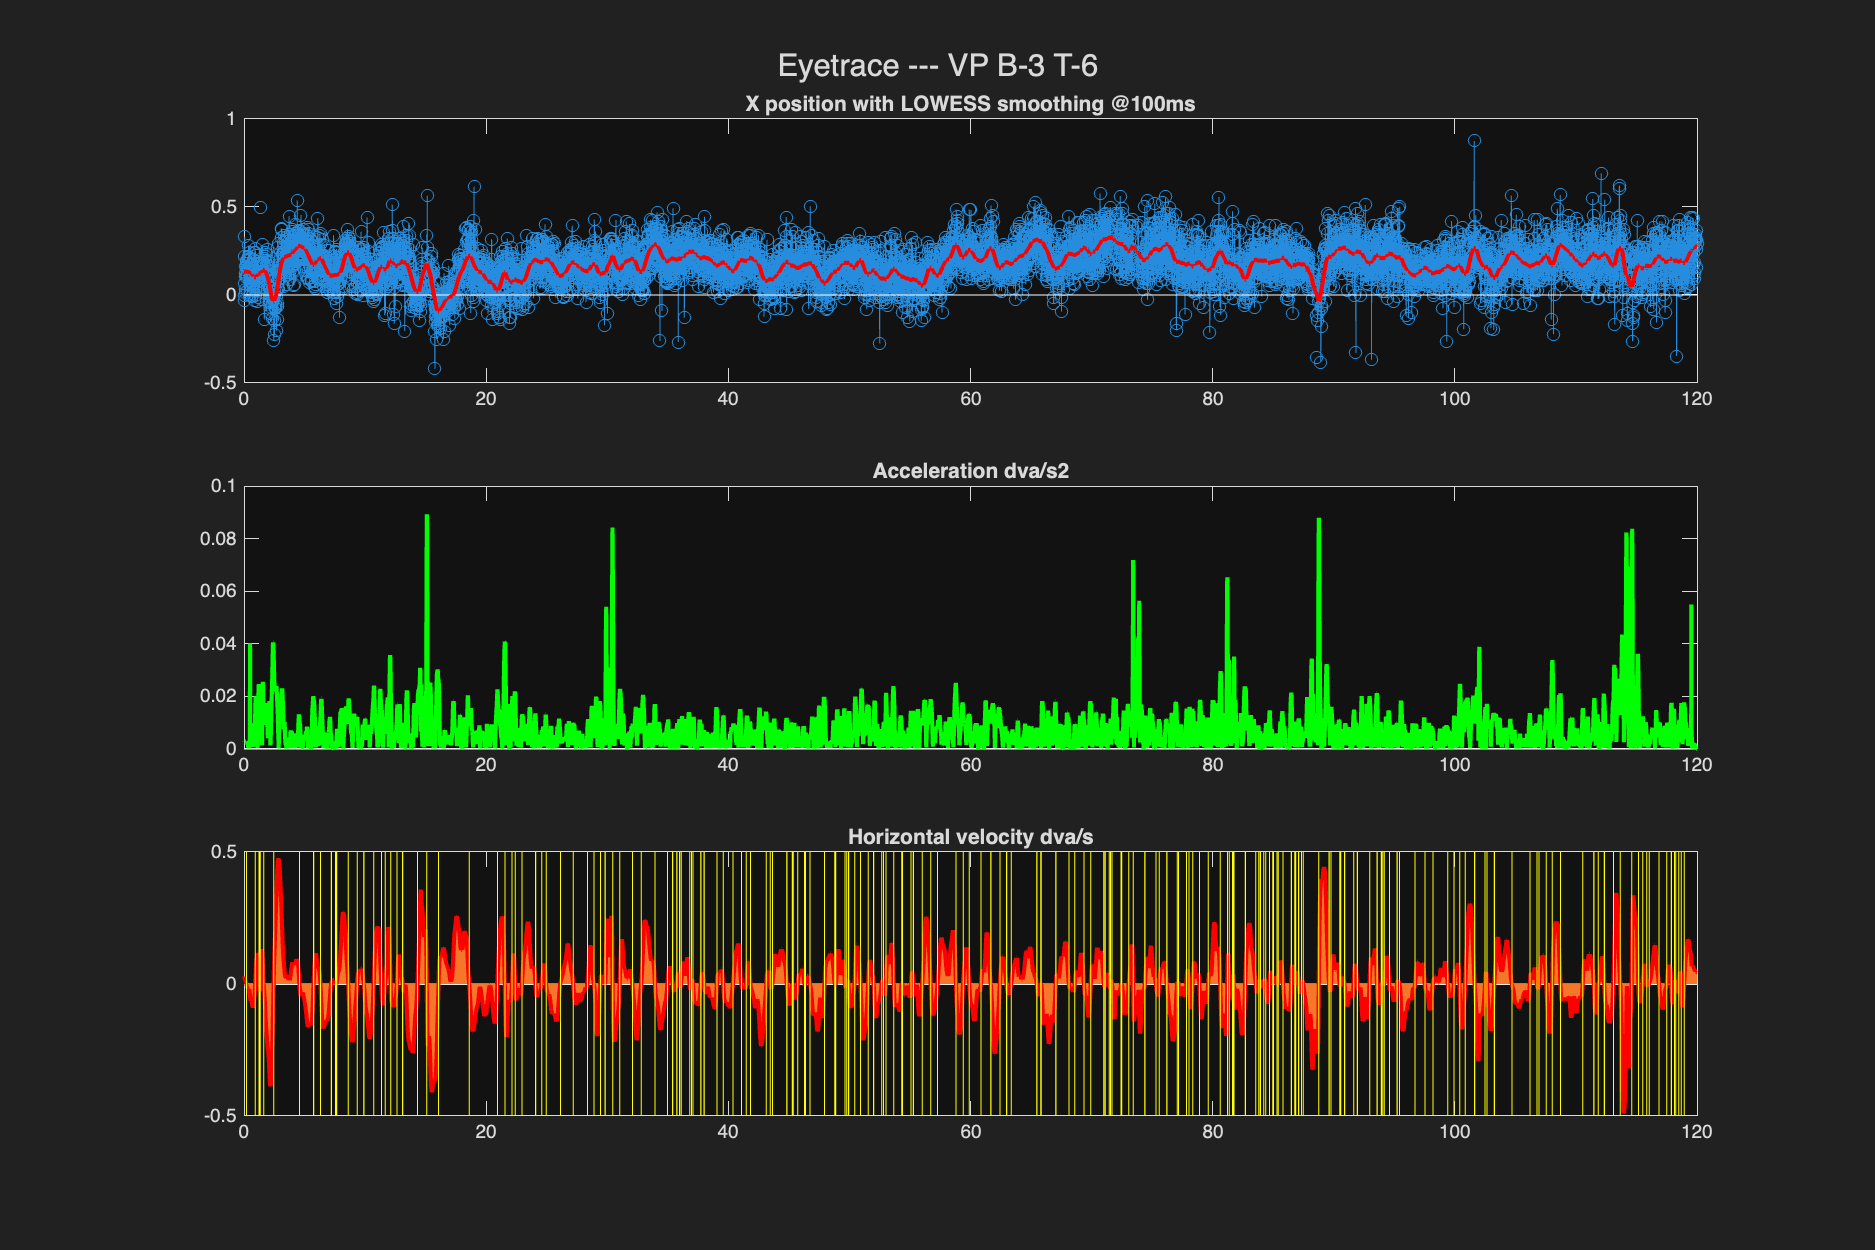 Eyetrace --- VP B-3 T-6
X position with LOWESS smoothing @100ms
1
0.5
0
-0.5
0 20 40 60 80 100 120
Acceleration dva/s2
0.1
0.08
0.06
0.04
0.02
0
0 20 40 60 80 100 120
Horizontal velocity dva/s
0.5
0
-0.5
0 20 40 60 80 100 120